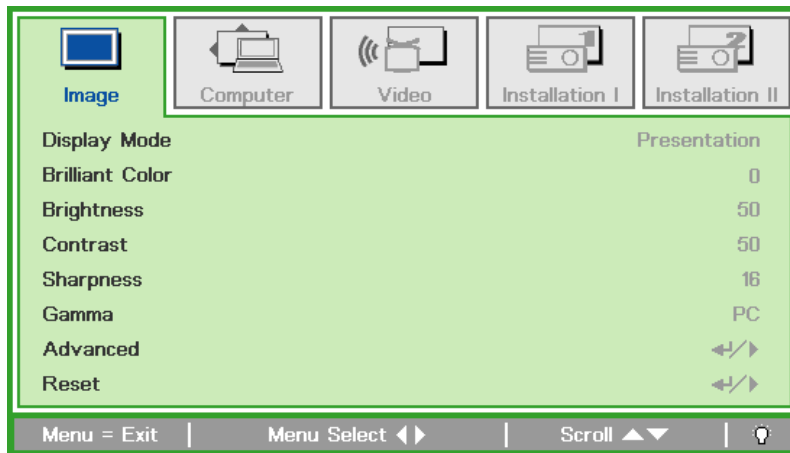 Image Computer Video Installation I Installation II
Display Mode Presentation
Brilliant Color 0
Brightness 50
Contrast 50
Sharpness 16
Gamma PC
Advanced
Reset
Menu = Exit Menu Select Scroll